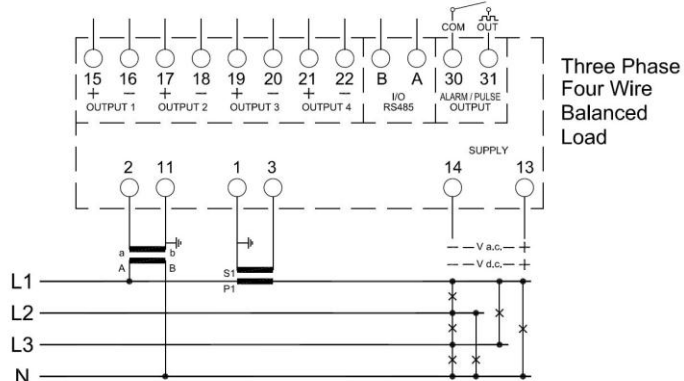 COM OUT
15 16 17 18 19 20 21 22 B A 30 31
+ − + − + − + −
OUTPUT 1 OUTPUT 2 OUTPUT 3 OUTPUT 4
I/O
RS485
ALARM / PULSE
OUTPUT
Three Phase
Four Wire
Balanced
Load
SUPPLY
2 11 1 3 14 13
a b
A B
S1
P1
− V a.c. +
− V d.c. +
L1
L2
L3
N